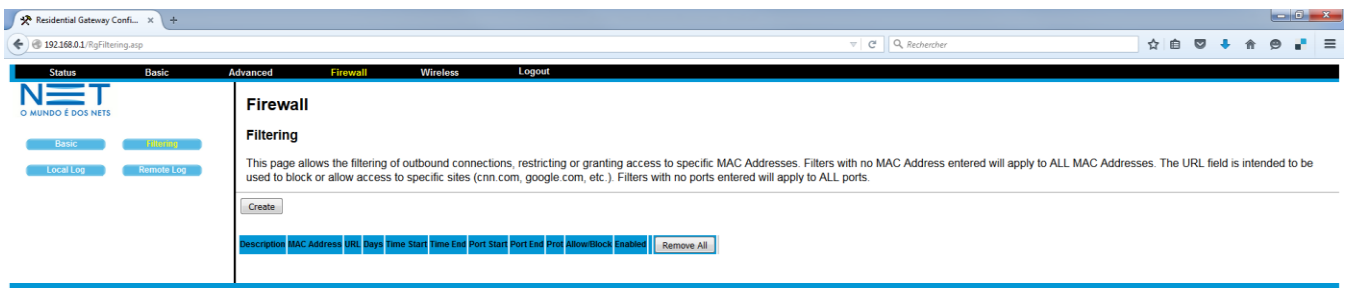 Residential Gateway Confi...
192.168.0.1/RgFiltering.asp
Rechercher
Status Basic Advanced Firewall Wireless Logout
NET
O MUNDO É DOS NETS
Basic Filtering
Local Log Remote Log
Firewall
Filtering
This page allows the filtering of outbound connections, restricting or granting access to specific MAC Addresses. Filters with no MAC Address entered will apply to ALL MAC Addresses. The URL field is intended to be
used to block or allow access to specific sites (cnn.com, google.com, etc.). Filters with no ports entered will apply to ALL ports.
Create
Description MAC Address URL Days Time Start Time End Port Start Port End Prot Allow/Block Enabled Remove All